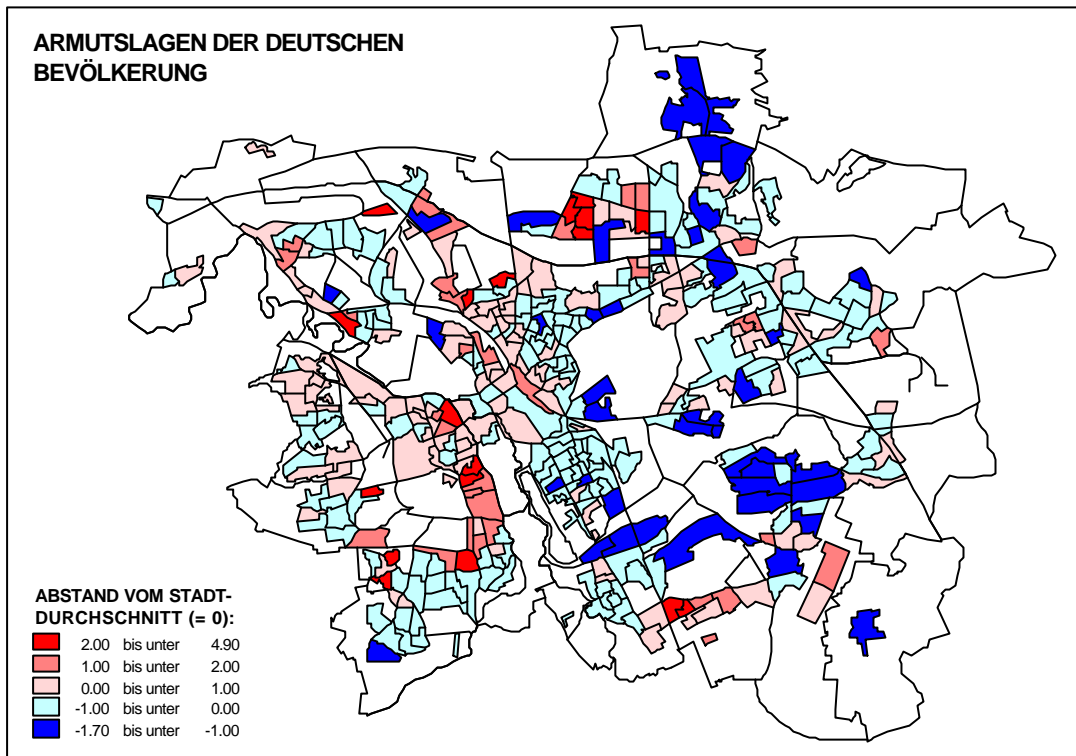 ARMUTSLAGEN DER DEUTSCHEN
BEVÖLKERUNG
ABSTAND VOM STADT-
DURCHSCHNITT (= 0):
2.00 bis unter 4.90
1.00 bis unter 2.00
0.00 bis unter 1.00
-1.00 bis unter 0.00
-1.70 bis unter -1.00